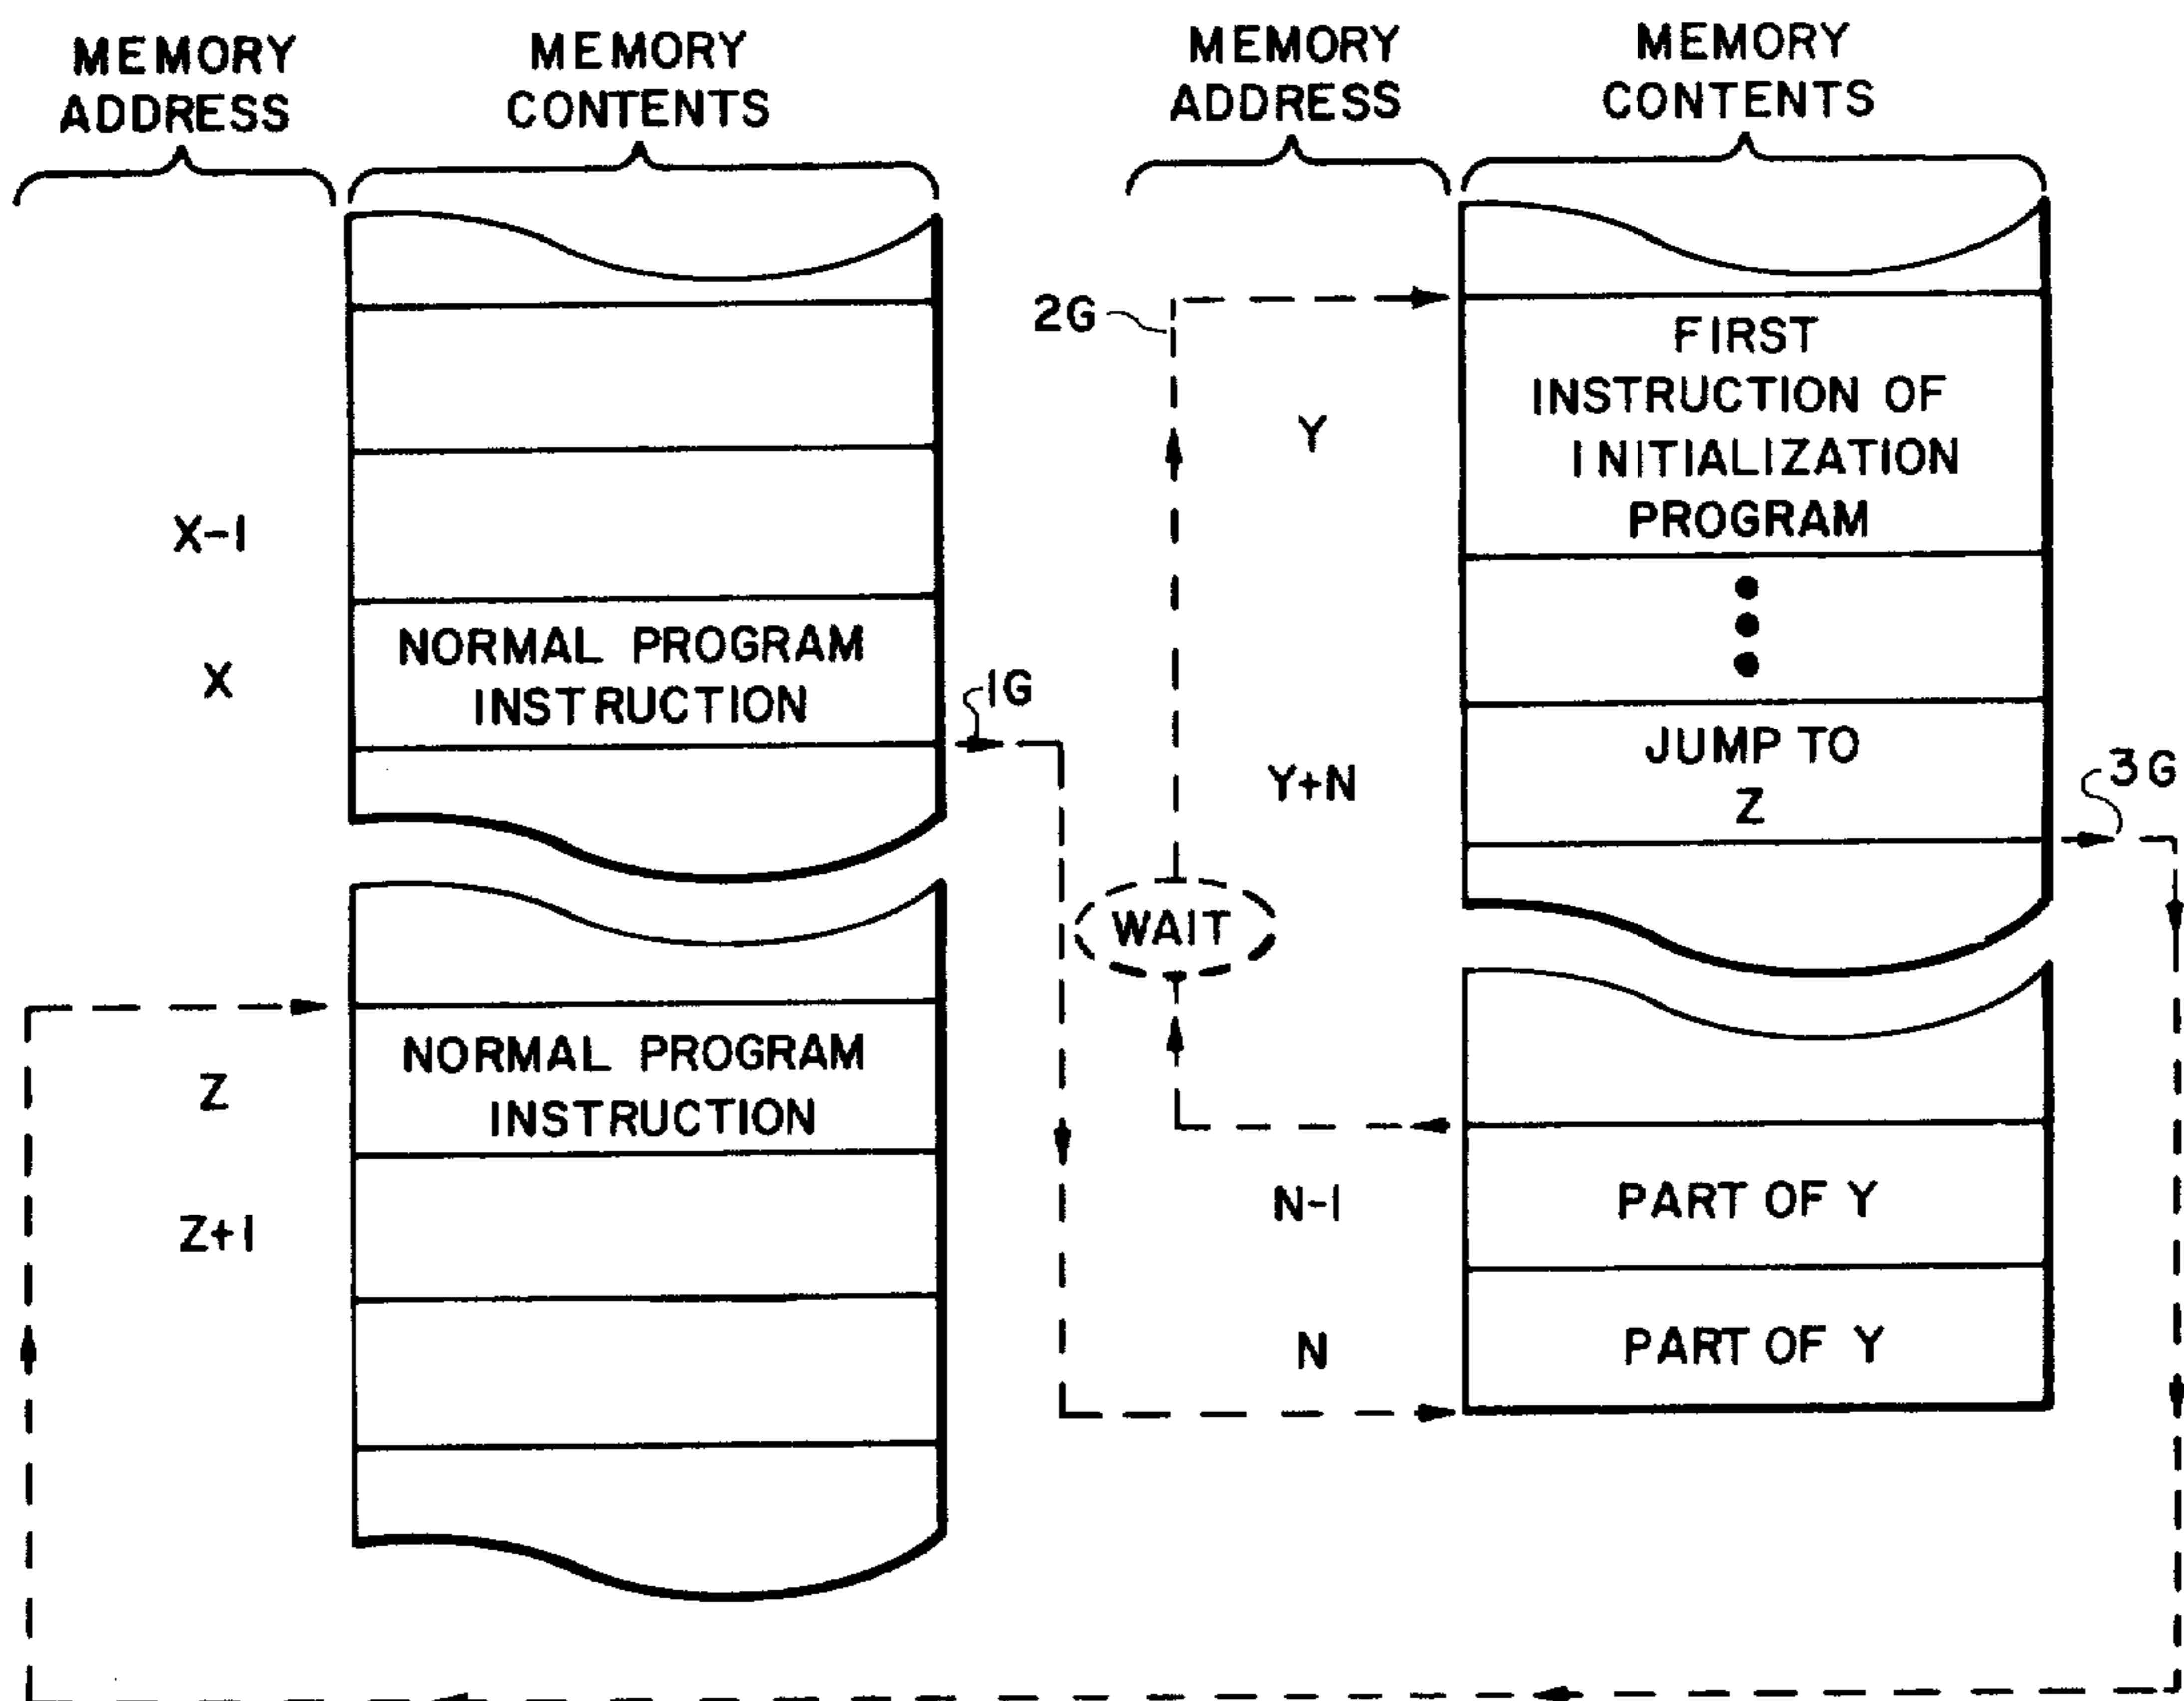 MEMORY
ADDRESS
MEMORY
CONTENTS
X-1
X
NORMAL PROGRAM
INSTRUCTION
1G
Z
NORMAL PROGRAM
INSTRUCTION
Z+1
MEMORY
ADDRESS
MEMORY
CONTENTS
2G
Y
FIRST
INSTRUCTION OF
INITIALIZATION
PROGRAM
Y+N
JUMP TO
Z
3G
WAIT
N-1
PART OF Y
N
PART OF Y